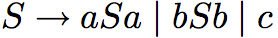 S → aSa | bSb | c